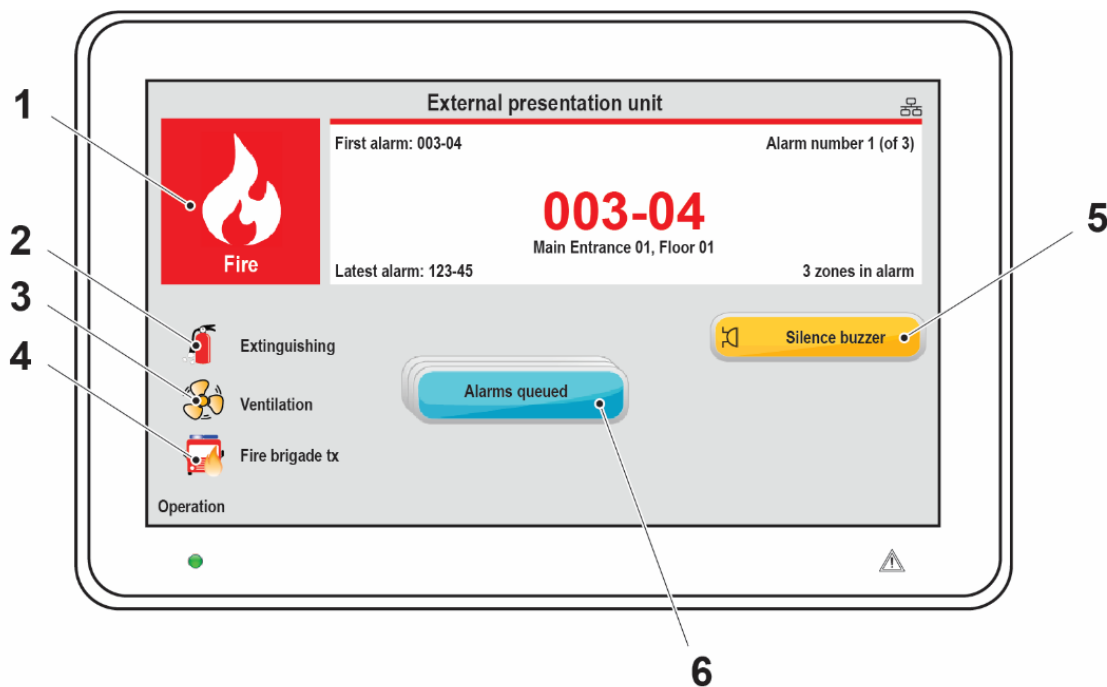 External presentation unit
1
First alarm: 003-04
Alarm number 1 (of 3)
003-04
Main Entrance 01, Floor 01
Fire
Latest alarm: 123-45
3 zones in alarm
5
2
3
4
Extinguishing
Silence buzzer
Alarms queued
Ventilation
Fire brigade tx
Operation
6